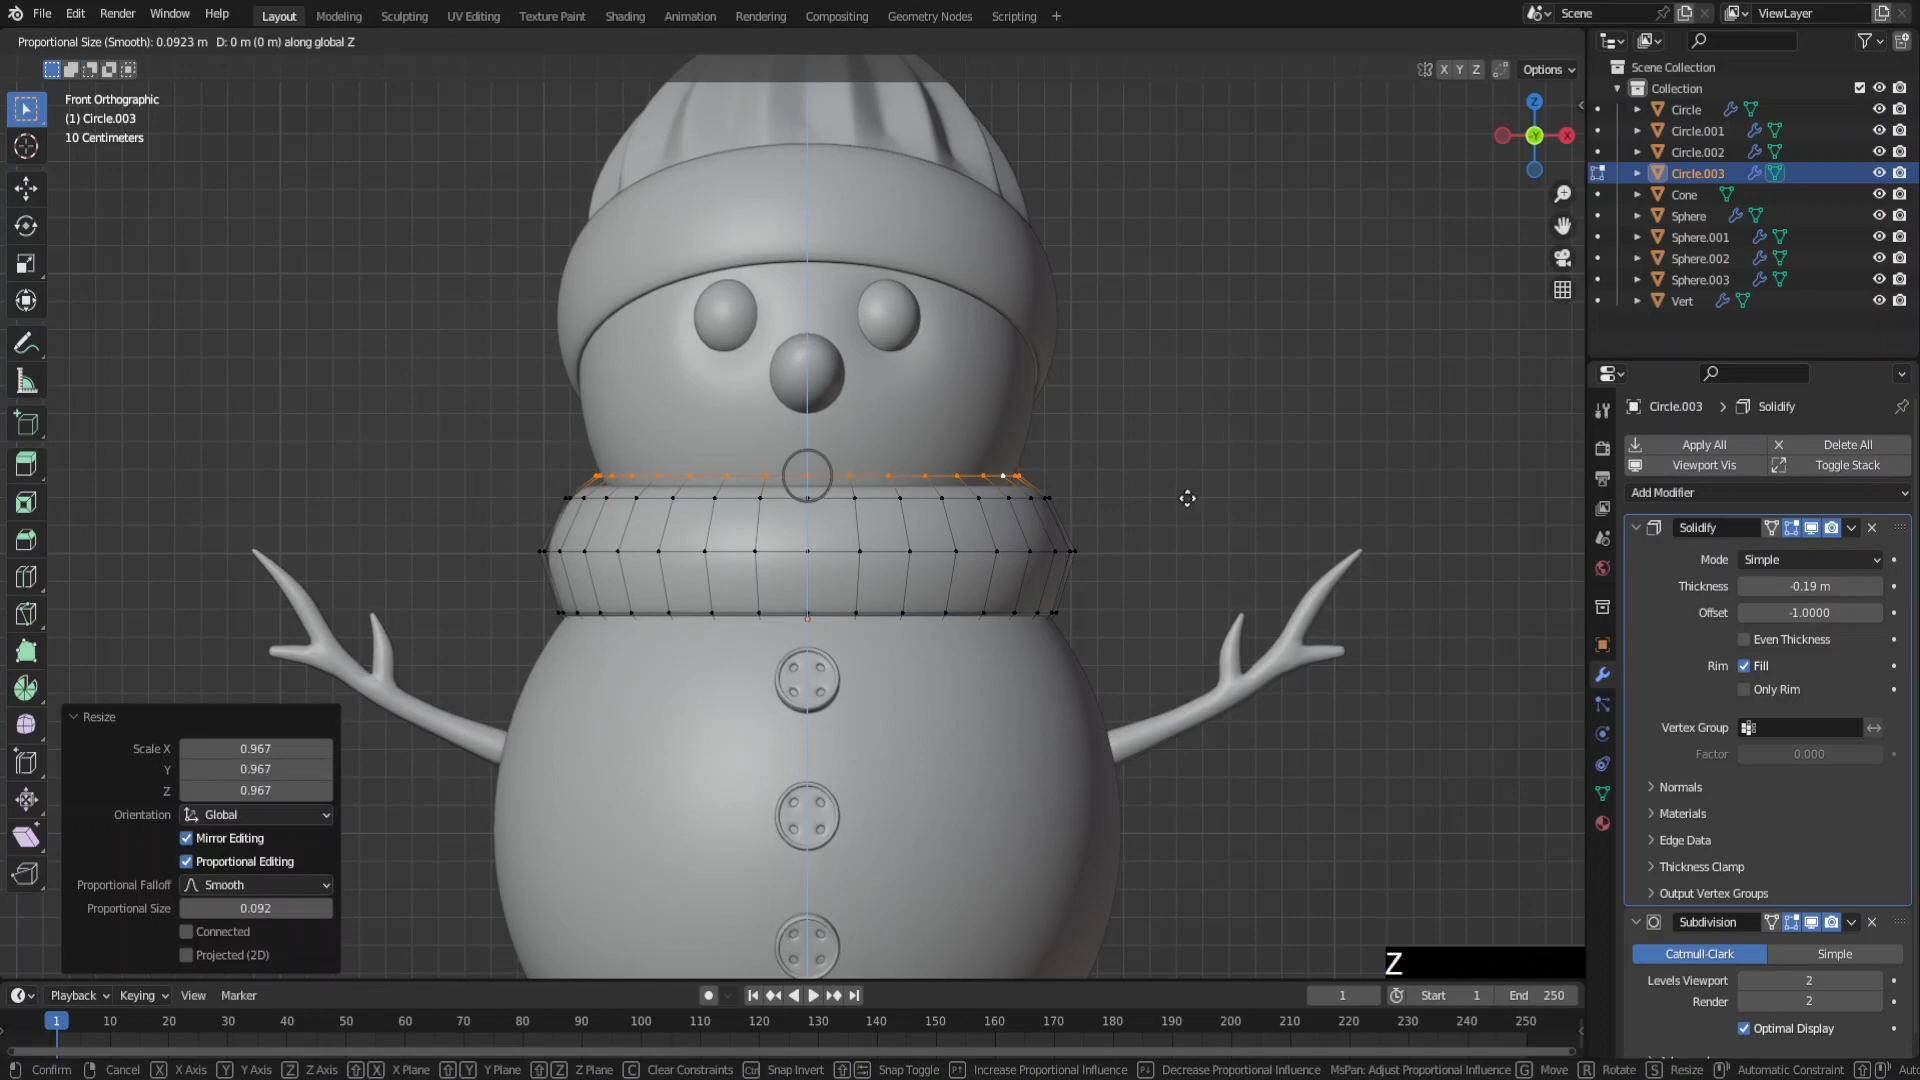 File Edit Render Window Help Layout Modeling Sculpting UV Editing Texture Paint Shading Animation Rendering Compositing Geometry Nodes Scripting + Scene ViewLayer
Proportional Size (Smooth): 0.0923 m D: 0 m (0 m) along global Z
X Y Z Options
Front Orthographic
(1) Circle.003
10 Centimeters
Z
-Y
X
Scene Collection
Collection
Circle
Circle.001
Circle.002
Circle.003
Cone
Sphere
Sphere.001
Sphere.002
Sphere.003
Vert
Circle.003 > Solidify
Apply All Delete All
Viewport Vis Toggle Stack
Add Modifier
Solidify
Mode Simple
Thickness -0.19 m
Offset -1.0000
Even Thickness
Rim Fill
Only Rim
Vertex Group
Factor 0.000
Normals
Materials
Edge Data
Thickness Clamp
Output Vertex Groups
Subdivision
Catmull-Clark Simple
Levels Viewport 2
Render 2
Optimal Display
Resize
Scale X 0.967
Y 0.967
Z 0.967
Orientation Global
Mirror Editing
Proportional Editing
Proportional Falloff Smooth
Proportional Size 0.092
Connected
Projected (2D)
Z
Playback Keying View Marker 1 Start 1 End 250
1 10 20 30 40 50 60 70 80 90 100 110 120 130 140 150 160 170 180 190 200 210 220 230 240 250
Confirm Cancel X X Axis Y Y Axis Z Z Axis X X Plane Y Y Plane Z Z Plane C Clear Constraints Ctrl Snap Invert Snap Toggle Increase Proportional Influence Decrease Proportional Influence MsPan: Adjust Proportional Influence G Move R Rotate S Resize Automatic Constraint